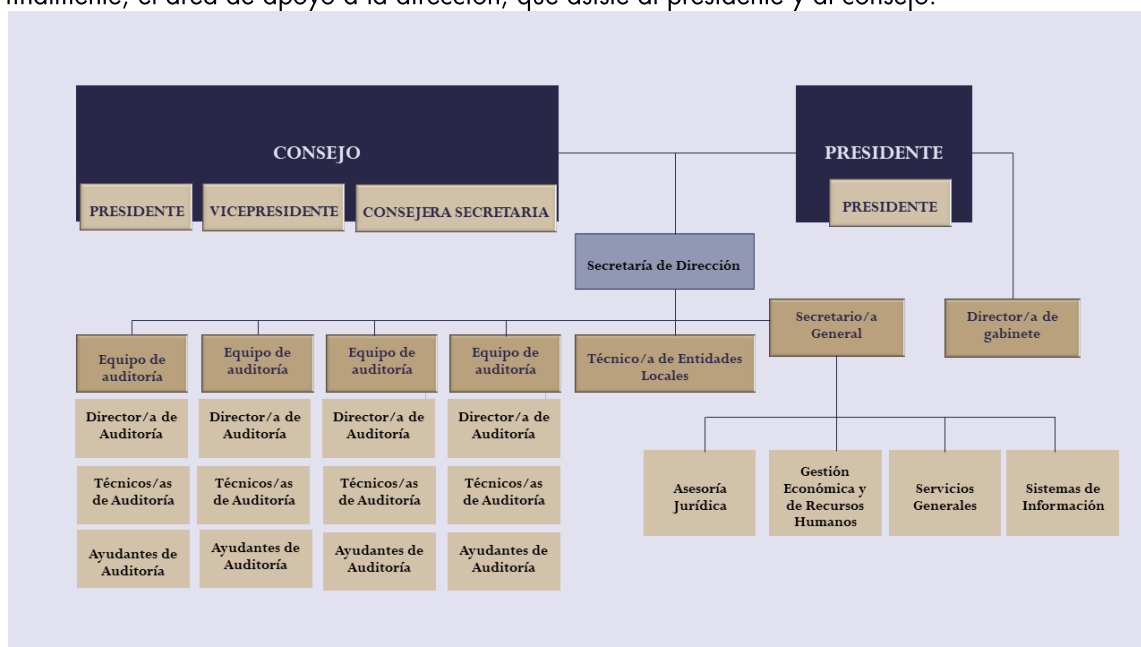 finalmente, el área de apoyo a la dirección, que asiste al presidente y al consejo.
CONSEJO
PRESIDENTE
VICEPRESIDENTE
CONSEJERA SECRETARIA
PRESIDENTE
PRESIDENTE
Secretaría de Dirección
Secretario/a
General
Director/a de
gabinete
Equipo de
auditoría
Equipo de
auditoría
Equipo de
auditoría
Equipo de
auditoría
Técnico/a de Entidades
Locales
Director/a de
Auditoría
Director/a de
Auditoría
Director/a de
Auditoría
Director/a de
Auditoría
Técnicos/as
de Auditoría
Técnicos/as
de Auditoría
Técnicos/as
de Auditoría
Técnicos/as
de Auditoría
Ayudantes de
Auditoría
Ayudantes de
Auditoría
Ayudantes de
Auditoría
Ayudantes de
Auditoría
Asesoría
Jurídica
Gestión
Económica y
de Recursos
Humanos
Servicios
Generales
Sistemas de
Información